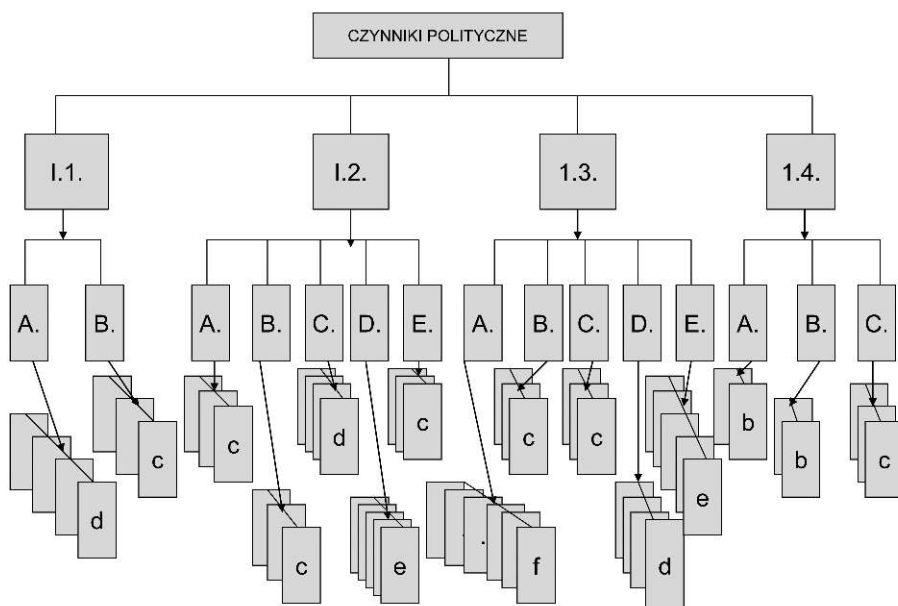 CZYNNIKI POLITYCZNE
I.1.
I.2.
1.3.
1.4.
A.
B.
A.
B.
C.
D.
E.
A.
B.
C.
D.
E.
A.
B.
C.
d
c
c
c
d
e
c
f
c
c
d
e
b
b
c